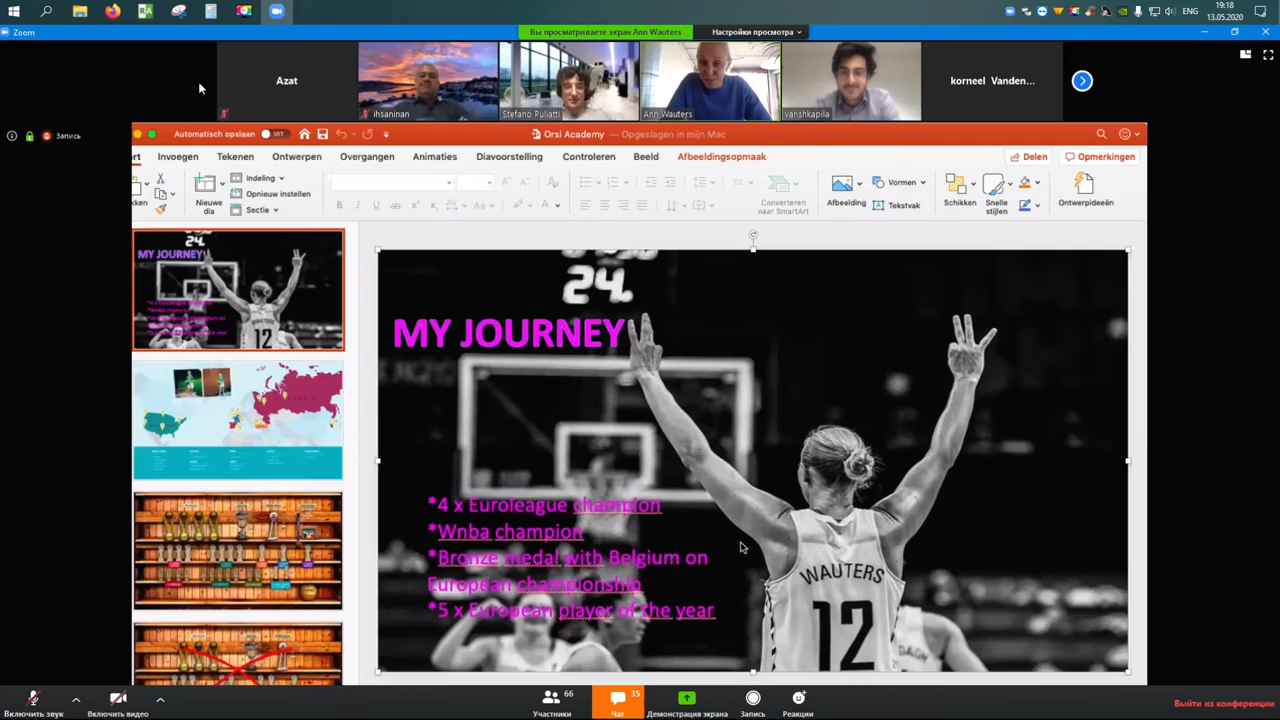 19:18
ENG
13.05.2020
Zoom
Вы просматриваете экран Ann Wauters
Настройки просмотра
Azat
ihsaninan
Stefano Puliatti
Ann Wauters
vanshkapila
korneel Vanden...
Запись
Automatisch opslaan
UIT
Orsi Academy — Opgeslagen in mijn Mac
Invoegen
Tekenen
Ontwerpen
Overgangen
Animaties
Diavoorstelling
Controleren
Beeld
Afbeeldingsopmaak
Delen
Opmerkingen
Nieuwe
dia
Indeling
Opnieuw instellen
Sectie
Converteren
naar SmartArt
Afbeelding
Vormen
Tekstvak
Schikken
Snelle
stijlen
Ontwerpideeën
MY JOURNEY
24.
MY JOURNEY
*4 x Euroleague champion
*Wnba champion
*Bronze medal with Belgium on
European championship
*5 x European player of the year
WAUTERS
12
Включить звук
Включить видео
66
Участники
35
Чат
Демонстрация экрана
Запись
Реакции
Выйти из конференции